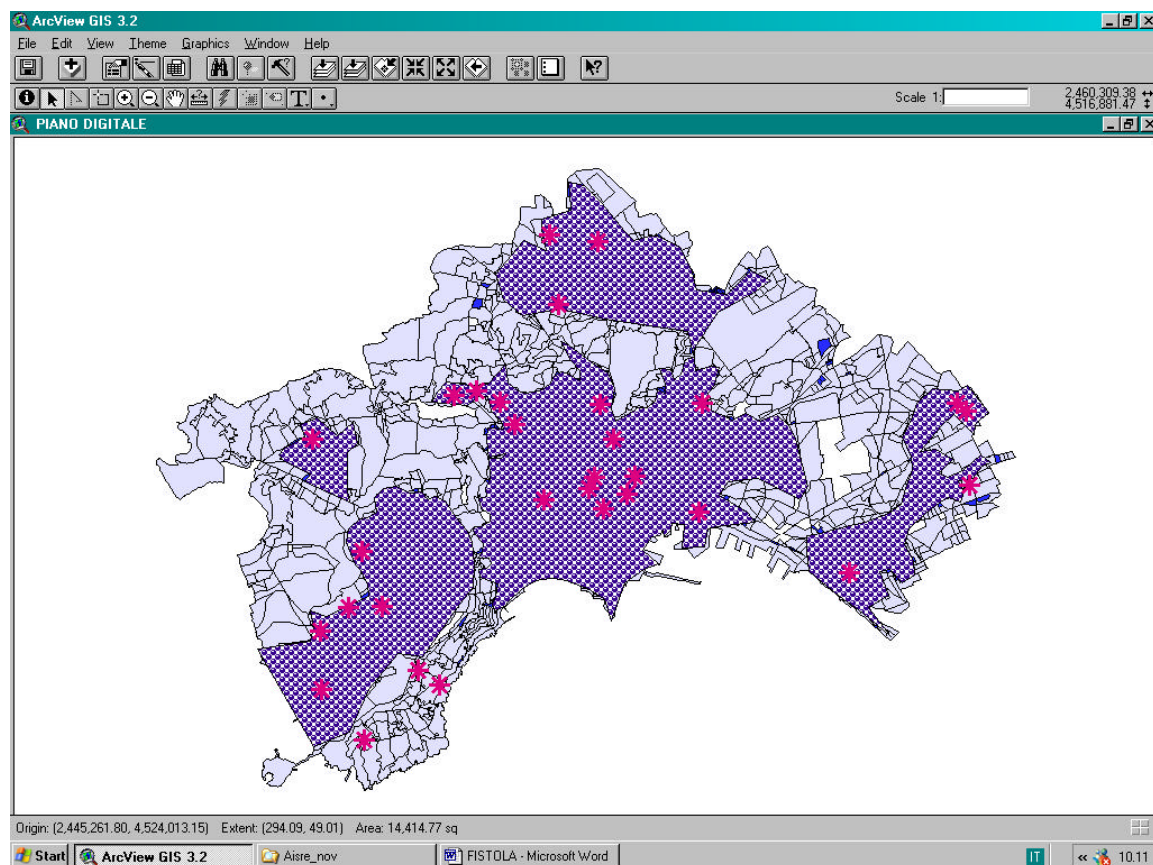 ArcView GIS 3.2
File Edit View Theme Graphics Window Help
Scale 1:
2,460,309.38
4,516,881.47
PIANO DIGITALE
Origin: (2,445,261.80, 4,524,013.15) Extent: (294.09, 49.01) Area: 14,414.77 sq
Start ArcView GIS 3.2 Aisre_nov FISTOLA - Microsoft Word IT « 10.11